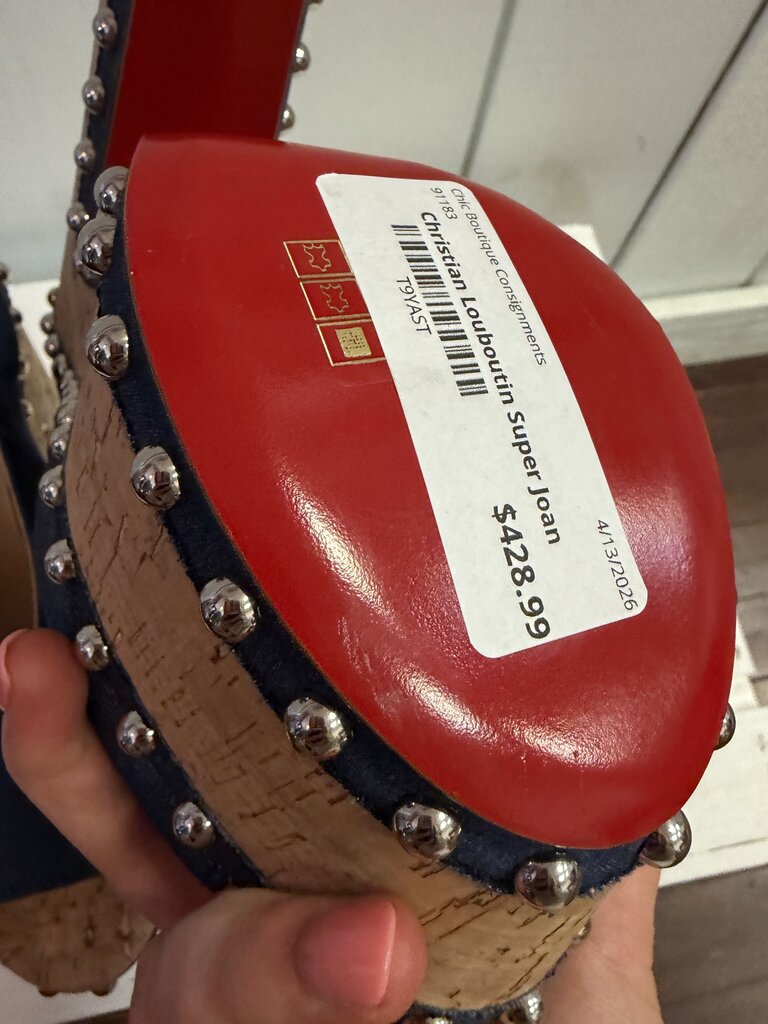 Chic Boutique Consignments
91183
Christian Louboutin Super Joan
T9YAST
$428.99
4/13/2026